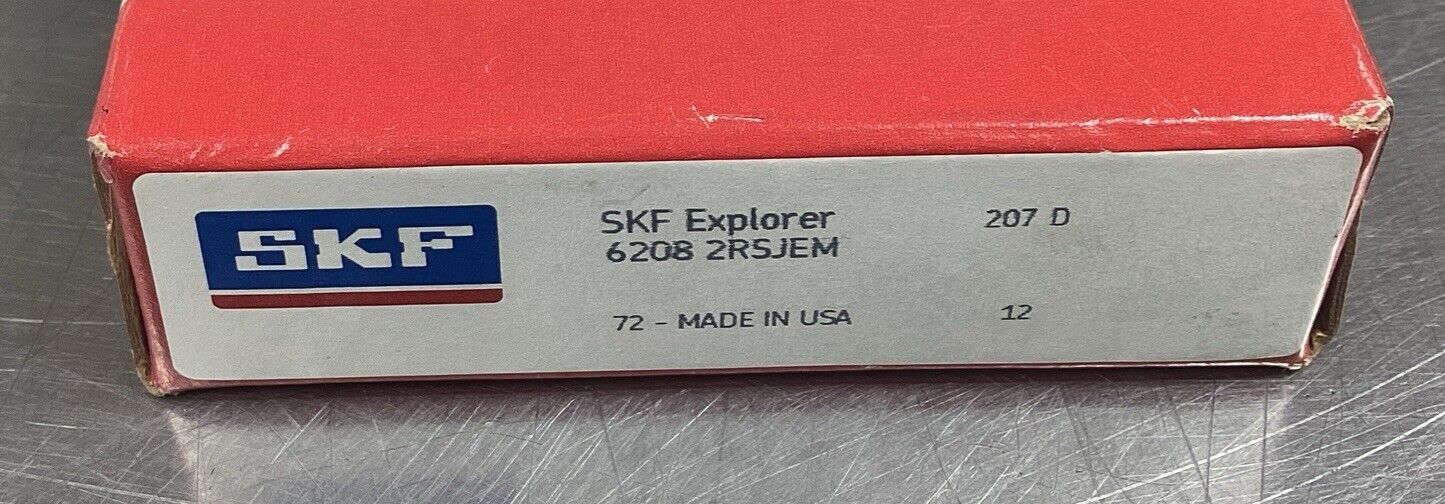 SKF
SKF Explorer 207 D
6208 2RSJEM
72 - MADE IN USA 12